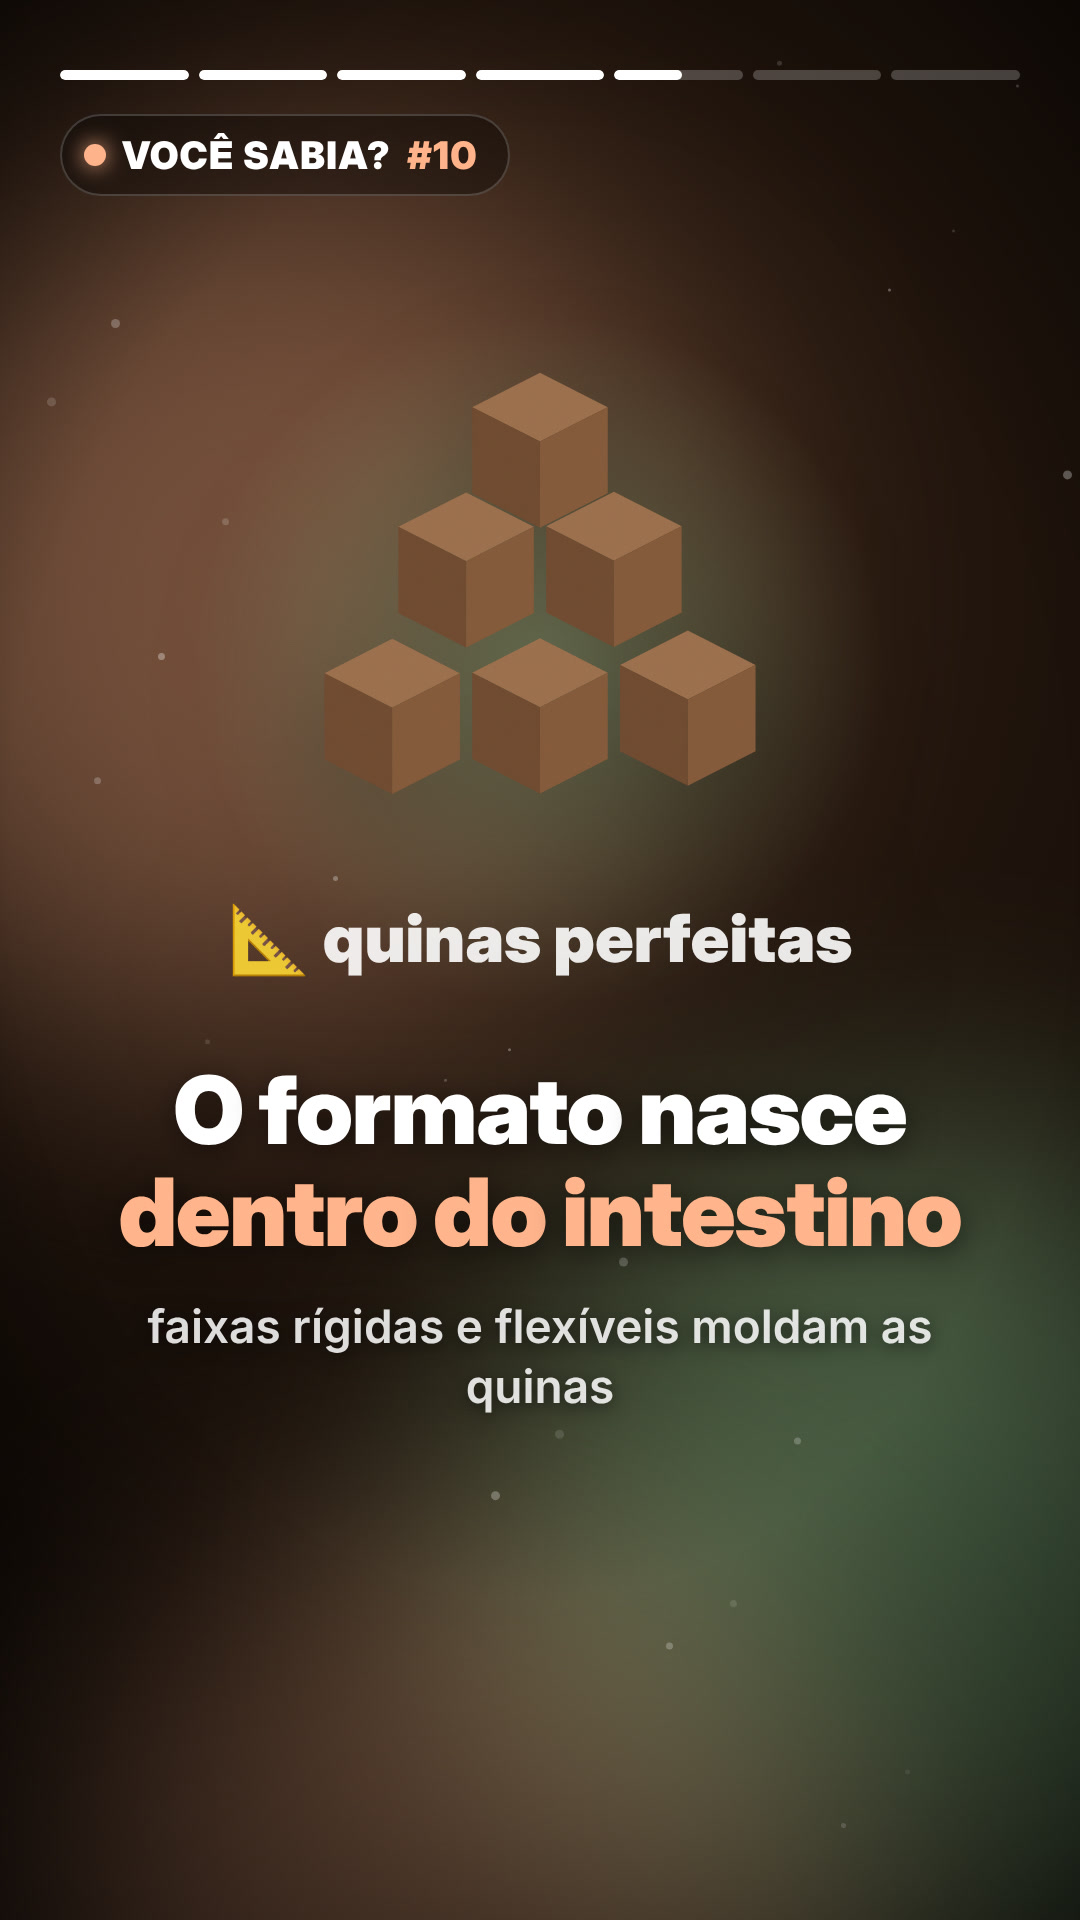 VOCÊ SABIA? #10
📐 quinas perfeitas
O formato nasce
dentro do intestino
faixas rígidas e flexíveis moldam as
quinas